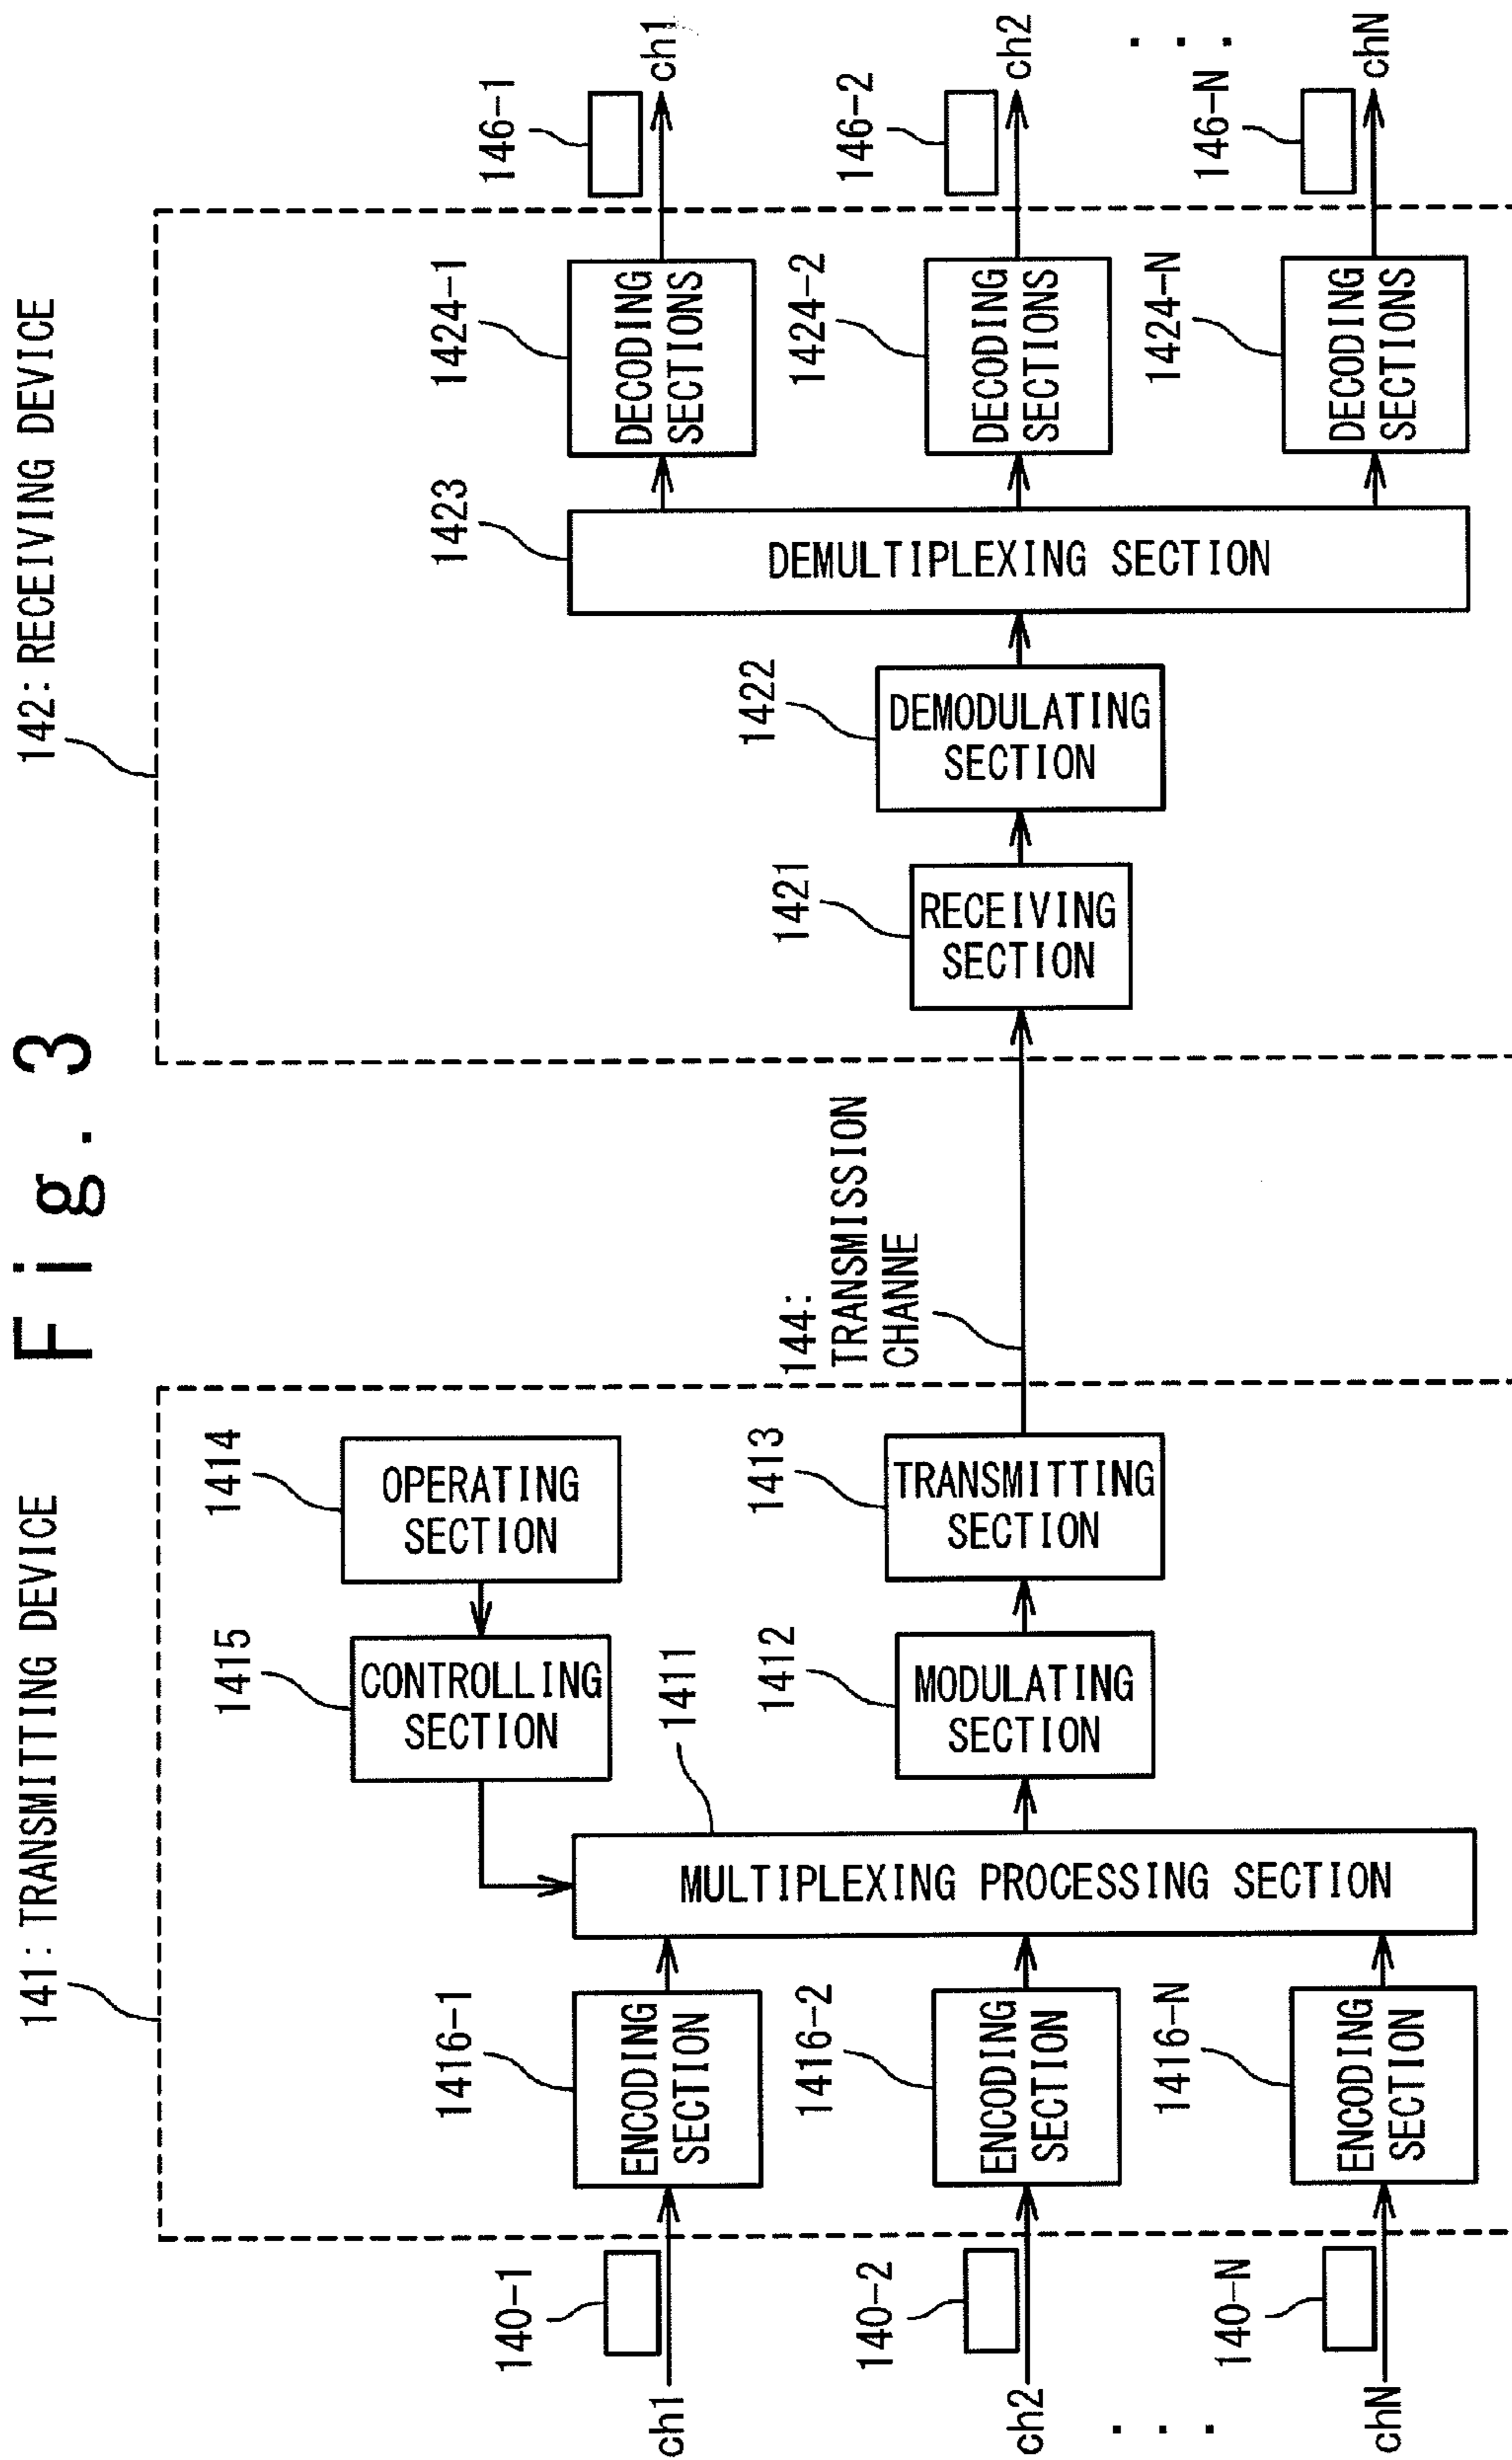 Fig. 3
141: TRANSMITTING DEVICE
142: RECEIVING DEVICE
1414
OPERATING
SECTION
1415
CONTROLLING
SECTION
1411
MULTIPLEXING PROCESSING SECTION
1412
MODULATING
SECTION
1413
TRANSMITTING
SECTION
144:
TRANSMISSION
CHANNE
1421
RECEIVING
SECTION
1422
DEMODULATING
SECTION
1423
DEMULTIPLEXING SECTION
ch1
140-1
1416-1
ENCODING
SECTION
1424-1
DECODING
SECTIONS
146-1
ch1
ch2
140-2
1416-2
ENCODING
SECTION
1424-2
DECODING
SECTIONS
146-2
ch2
. . .
. . .
chN
140-N
1416-N
ENCODING
SECTION
1424-N
DECODING
SECTIONS
146-N
chN